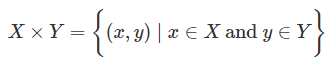 X × Y = {(x, y) | x ∈ X and y ∈ Y}